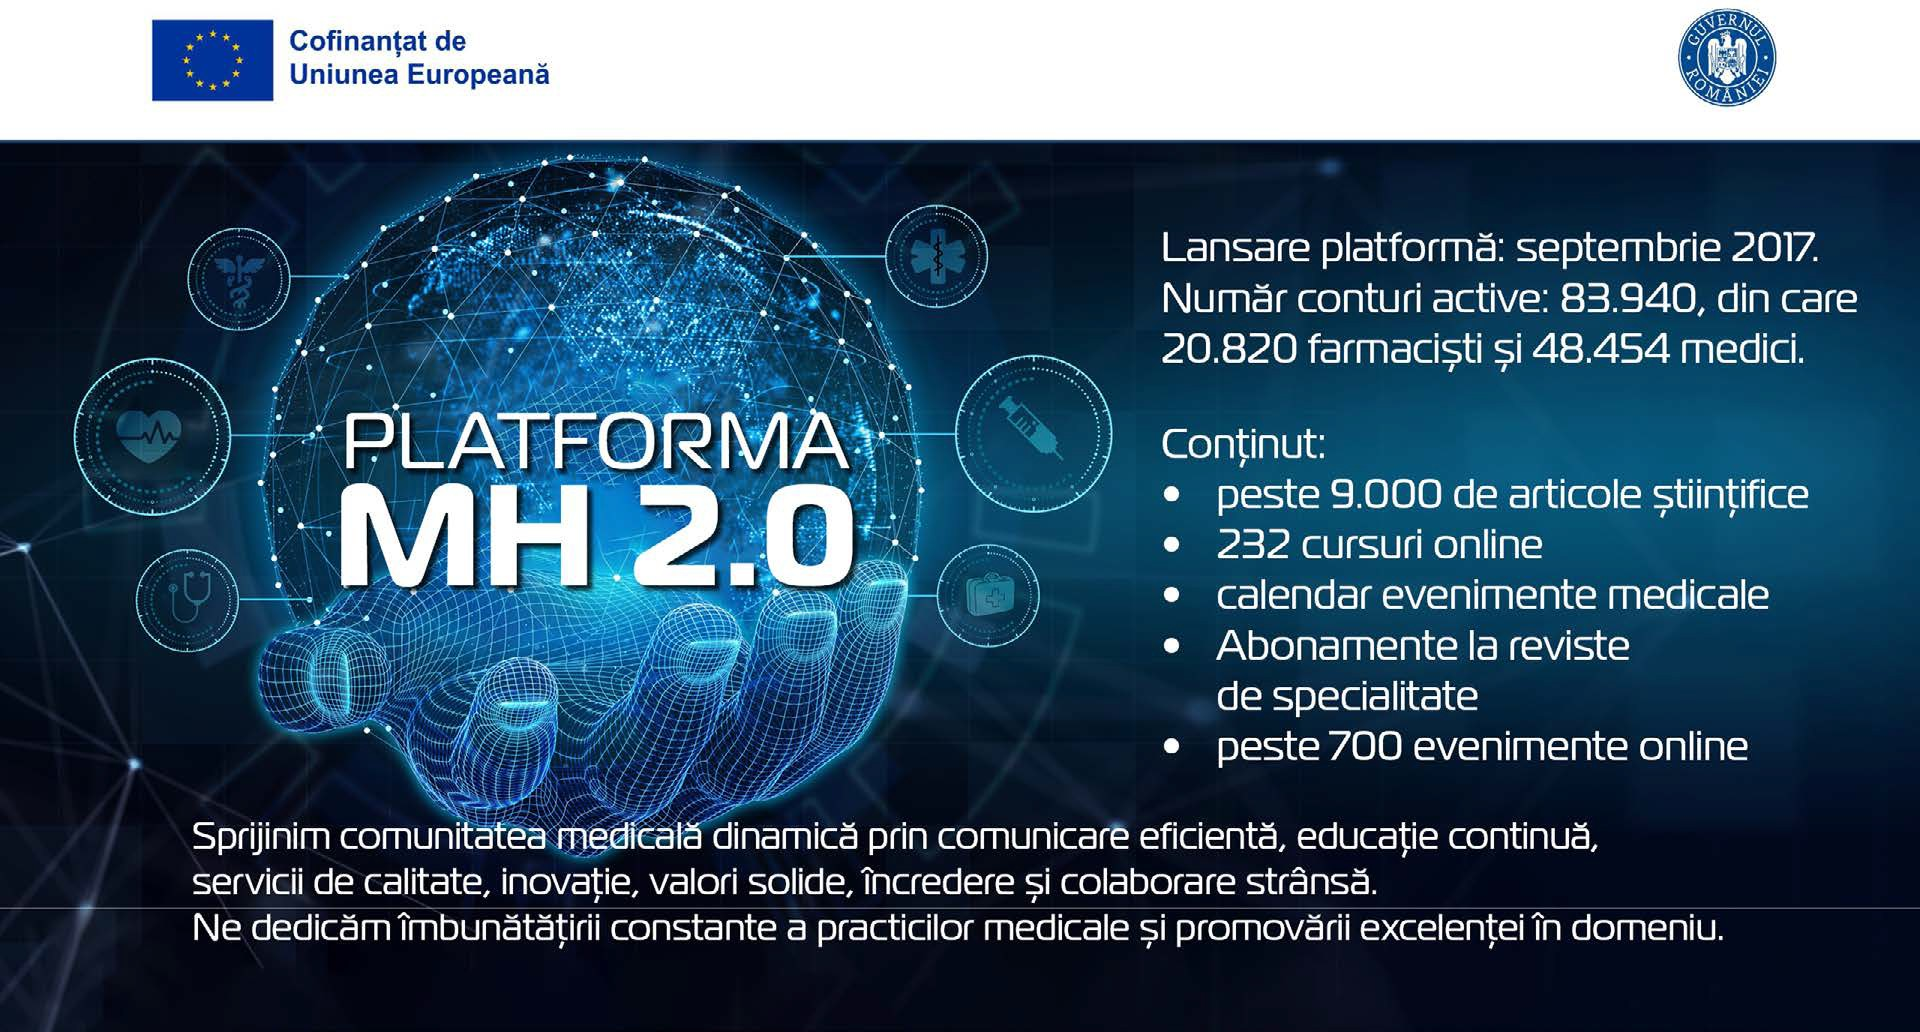 Cofinanțat de
Uniunea Europeană
GUVERNUL ROMÂNIEI
PLATFORMA
MH 2.0
Lansare platformă: septembrie 2017.
Număr conturi active: 83.940, din care
20.820 farmaciști și 48.454 medici.
Conținut:
• peste 9.000 de articole științifice
• 232 cursuri online
• calendar evenimente medicale
• Abonamente la reviste
de specialitate
• peste 700 evenimente online
Sprijinim comunitatea medicală dinamică prin comunicare eficientă, educație continuă,
servicii de calitate, inovație, valori solide, încredere și colaborare strânsă.
Ne dedicăm îmbunătățirii constante a practicilor medicale și promovării excelenței în domeniu.